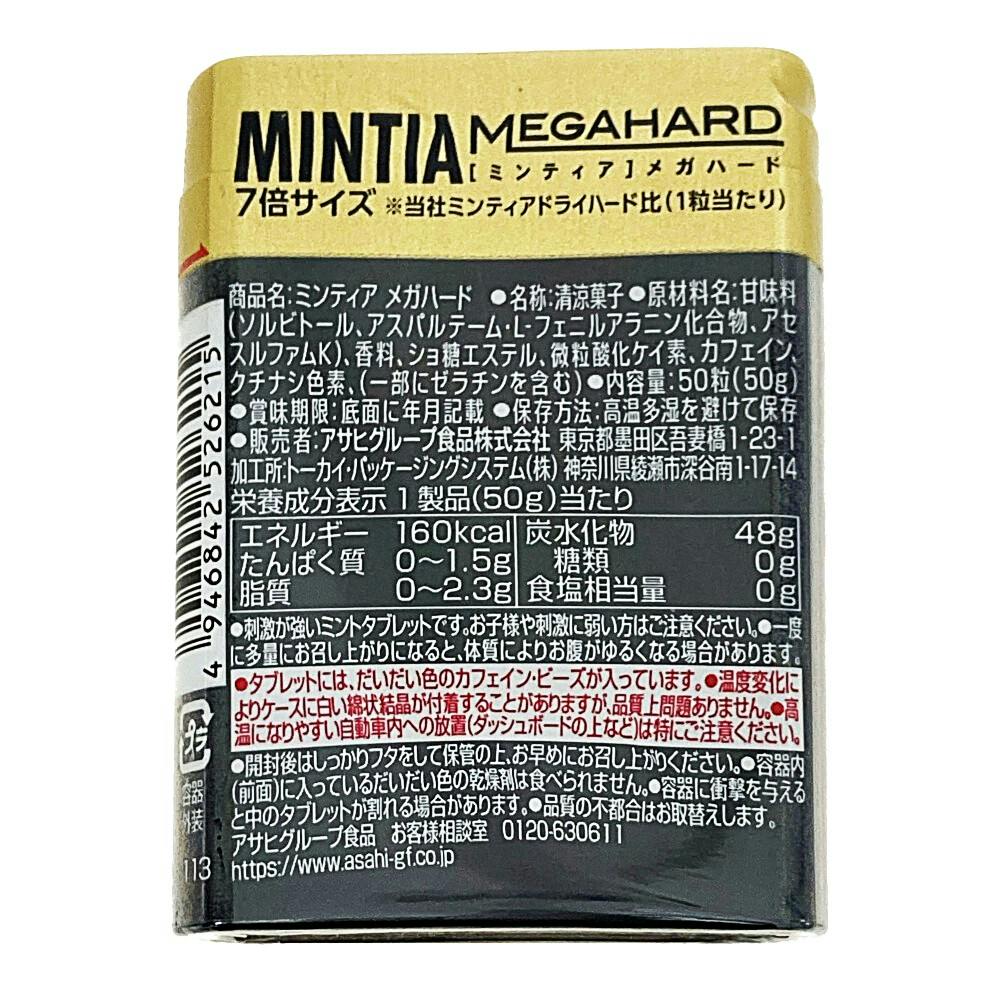 MINTIA MEGAHARD
[ミンティア]メガハード
7倍サイズ ※当社ミンティアドライハード比(1粒当たり)
商品名:ミンティア メガハード ●名称:清涼菓子●原材料名:甘味料
(ソルビトール、アスパルテーム・L-フェニルアラニン化合物、アセ
スルファムK)、香料、ショ糖エステル、微粒酸化ケイ素、カフェイン、
クチナシ色素、(一部にゼラチンを含む)●内容量:50粒(50g)
●賞味期限:底面に年月記載 ●保存方法:高温多湿を避けて保存
●販売者:アサヒグループ食品株式会社 東京都墨田区吾妻橋1-23-1
加工所:トーカイ・パッケージングシステム(株) 神奈川県綾瀬市深谷南1-17-14
栄養成分表示 1製品(50g)当たり
エネルギー 160kcal 炭水化物 48g
たんぱく質 0〜1.5g 糖類 0g
脂質 0〜2.3g 食塩相当量 0g
●刺激が強いミントタブレットです。お子様や刺激に弱い方はご注意ください。●一度
に多量にお召し上がりになると、体質によりお腹がゆるくなる場合があります。
●タブレットには、だいだい色のカフェイン・ビーズが入っています。●温度変化に
よりケースに白い綿状結晶が付着することがありますが、品質上問題ありません。●高
温になりやすい自動車内への放置(ダッシュボードの上など)は特にご注意ください。
●開封後はしっかりフタをして保管の上、お早めにお召し上がりください。●容器内
(前面)に入っているだいだい色の乾燥剤は食べられません。●容器に衝撃を与える
と中のタブレットが割れる場合があります。●品質の不都合はお取替えします。
アサヒグループ食品 お客様相談室 0120-630611
https://www.asahi-gf.co.jp
4 946842 526215
プラ
容器
外装
113